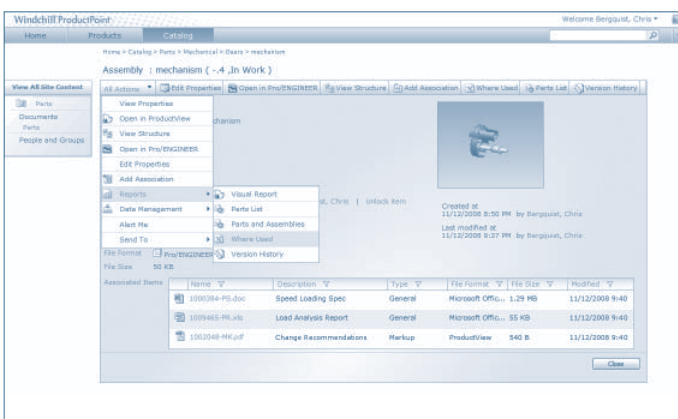 Windchill ProductPoint
Welcome Bergquist, Chris
Home Products Catalog
Home > Catalog > Parts > Mechanical > Gears > mechanism
Assembly : mechanism ( -.4 ,In Work )
View All Site Content
Parts
Documents
Parts
People and Groups
All Actions Edit Properties Open in Pro/ENGINEER View Structure Add Association Where Used Parts List Version History
View Properties
Open in ProductView
View Structure
Open in Pro/ENGINEER
Edit Properties
Add Association
Reports
Data Management
Alert Me
Send To
Visual Report
Parts List
Parts and Assemblies
Where Used
Version History
Chris | Unlock Item
Created at
11/12/2008 8:50 PM by Bergquist, Chris
Last modified at
11/12/2008 9:37 PM by Bergquist, Chris
File Format Pro/ENGINEER
File Size 50 KB
Associated Items
Name Description Type File Format File Size Modified
1000384-PS.doc Speed Loading Spec General Microsoft Offic... 1.29 MB 11/12/2008 9:40
1009465-PR.xls Load Analysis Report General Microsoft Offic... 55 KB 11/12/2008 9:40
1002048-MK.pdf Change Recommendations Markup ProductView 540 B 11/12/2008 9:40
Close